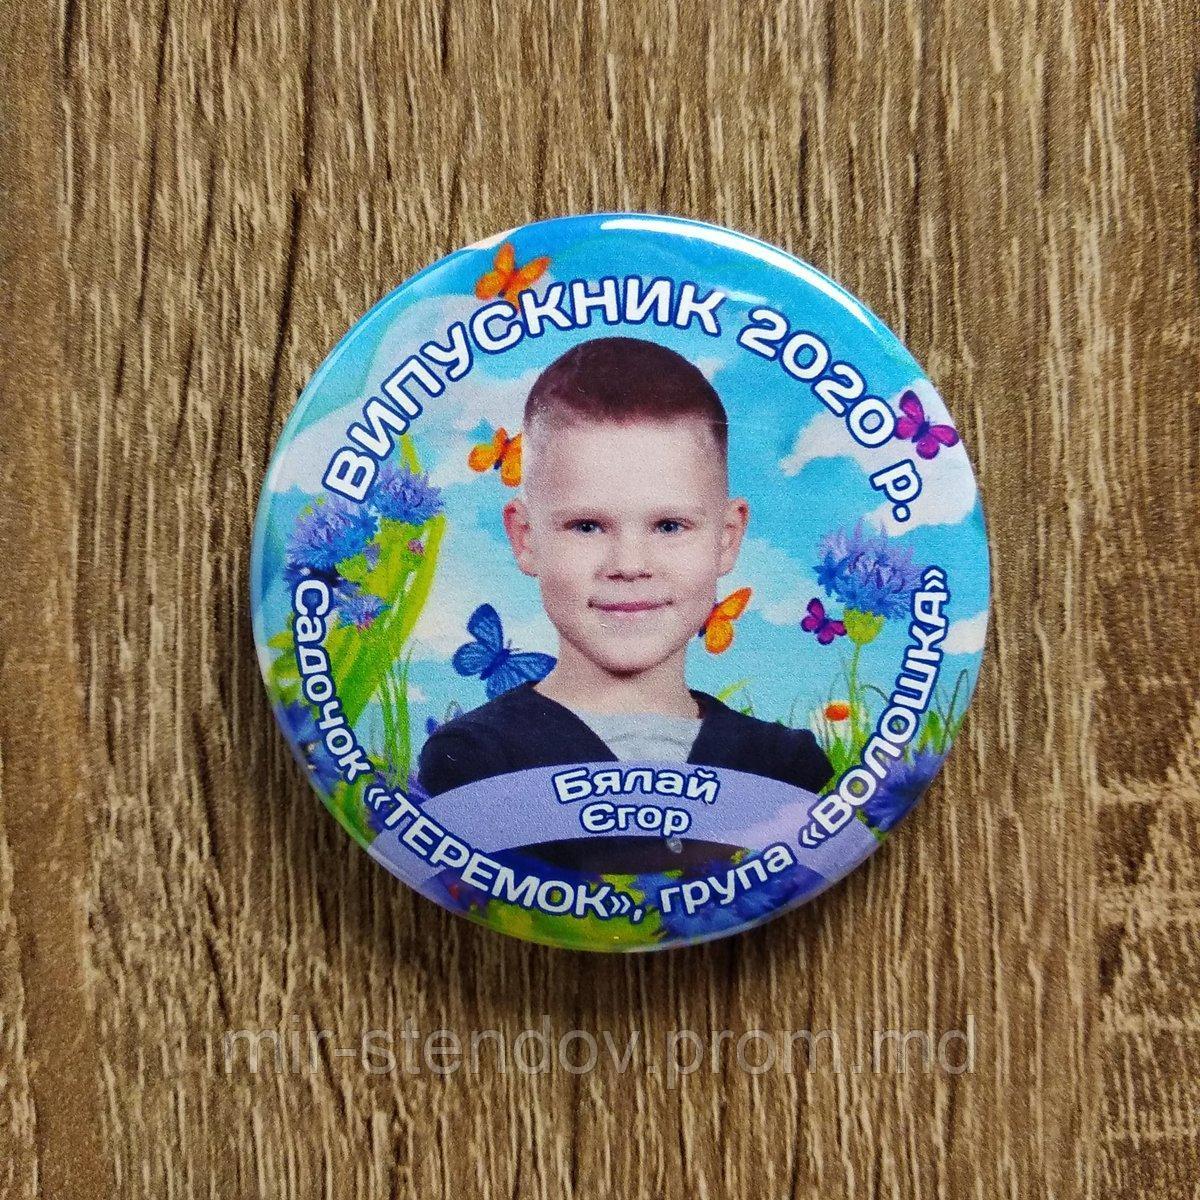 ВИПУСКНИК 2020 р.
Бялай
Єгор
Садочок «ТЕРЕМОК», група «ВОЛОШКА»
mir-stendov.prom.md